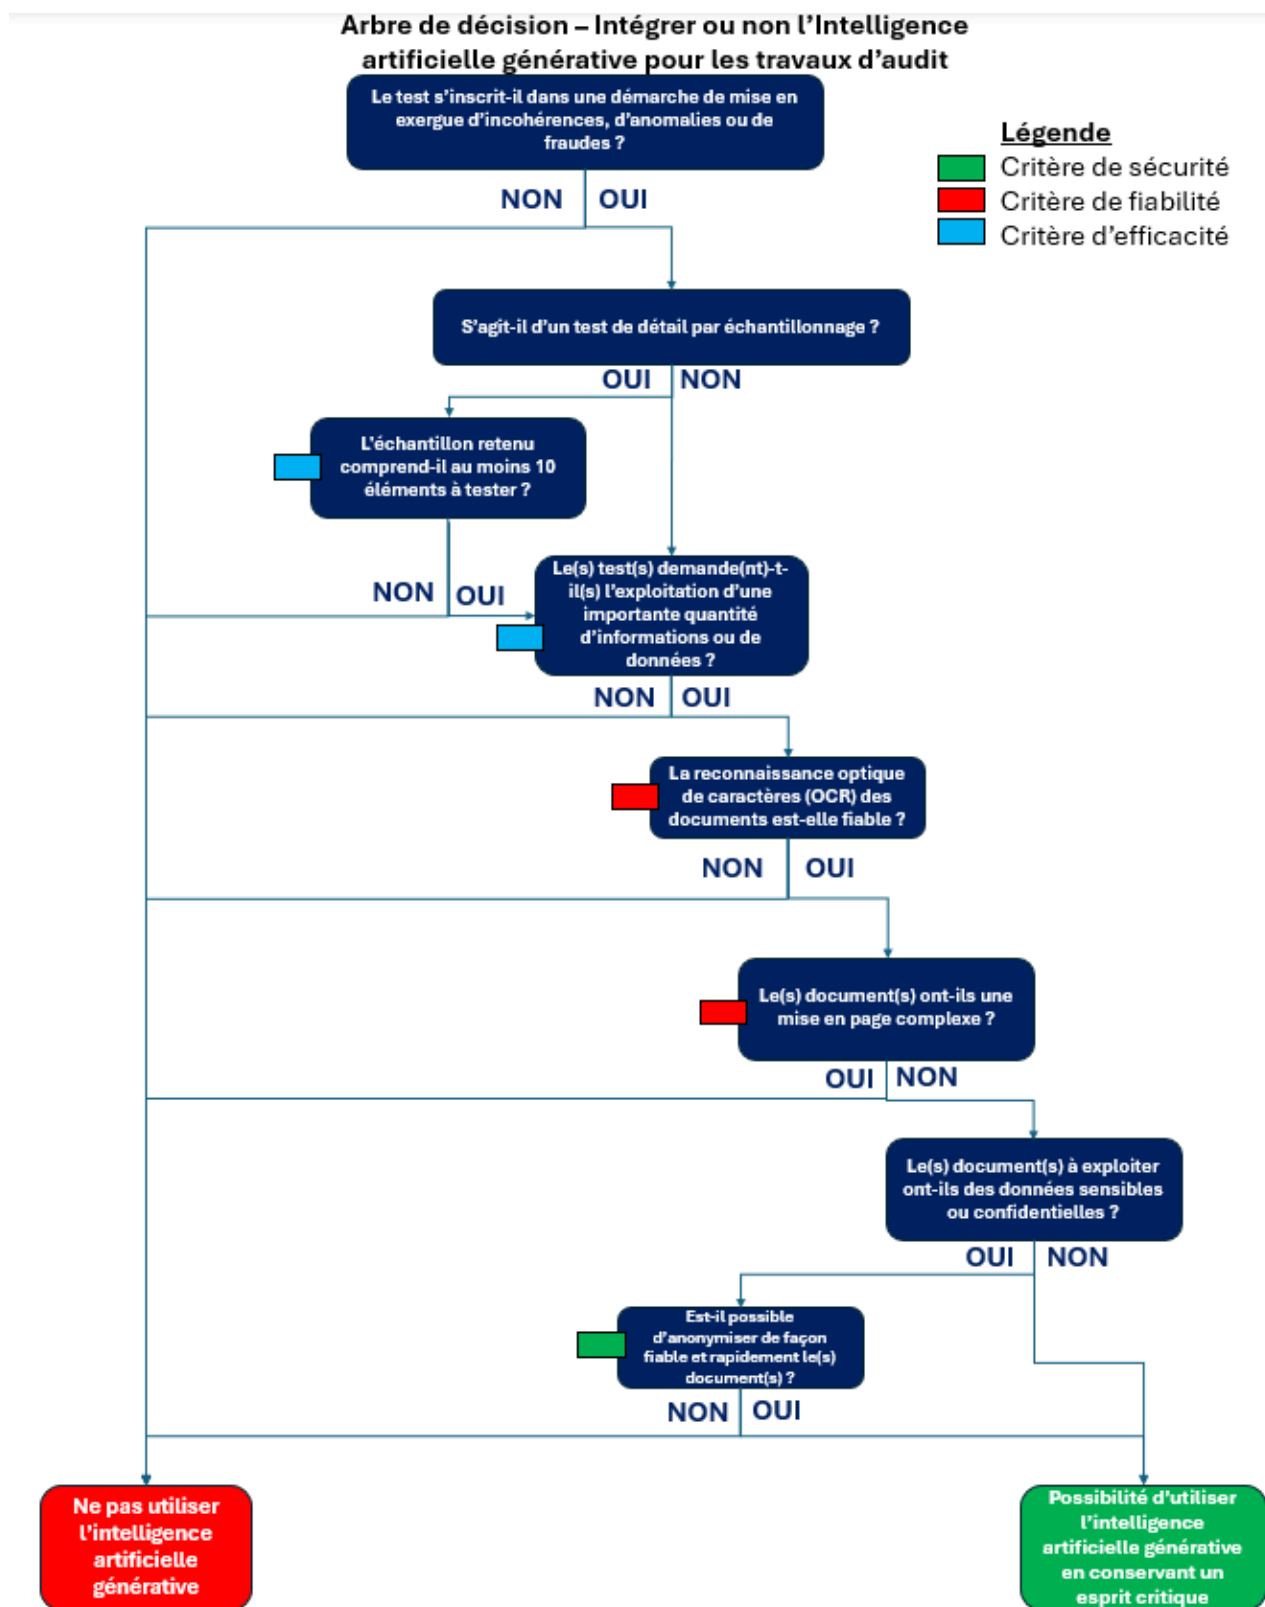 Arbre de décision – Intégrer ou non l’Intelligence
artificielle générative pour les travaux d’audit
Le test s’inscrit-il dans une démarche de mise en
exergue d’incohérences, d’anomalies ou de
fraudes ?
Légende
Critère de sécurité
Critère de fiabilité
Critère d’efficacité
NON OUI
S’agit-il d’un test de détail par échantillonnage ?
OUI NON
L’échantillon retenu
comprend-il au moins 10
éléments à tester ?
NON OUI
Le(s) test(s) demande(nt)-t-
il(s) l’exploitation d’une
importante quantité
d’informations ou de
données ?
NON OUI
La reconnaissance optique
de caractères (OCR) des
documents est-elle fiable ?
NON OUI
Le(s) document(s) ont-ils une
mise en page complexe ?
OUI NON
Le(s) document(s) à exploiter
ont-ils des données sensibles
ou confidentielles ?
OUI NON
Est-il possible
d’anonymiser de façon
fiable et rapidement le(s)
document(s) ?
NON OUI
Ne pas utiliser
l’intelligence
artificielle
générative
Possibilité d’utiliser
l’intelligence
artificielle générative
en conservant un
esprit critique